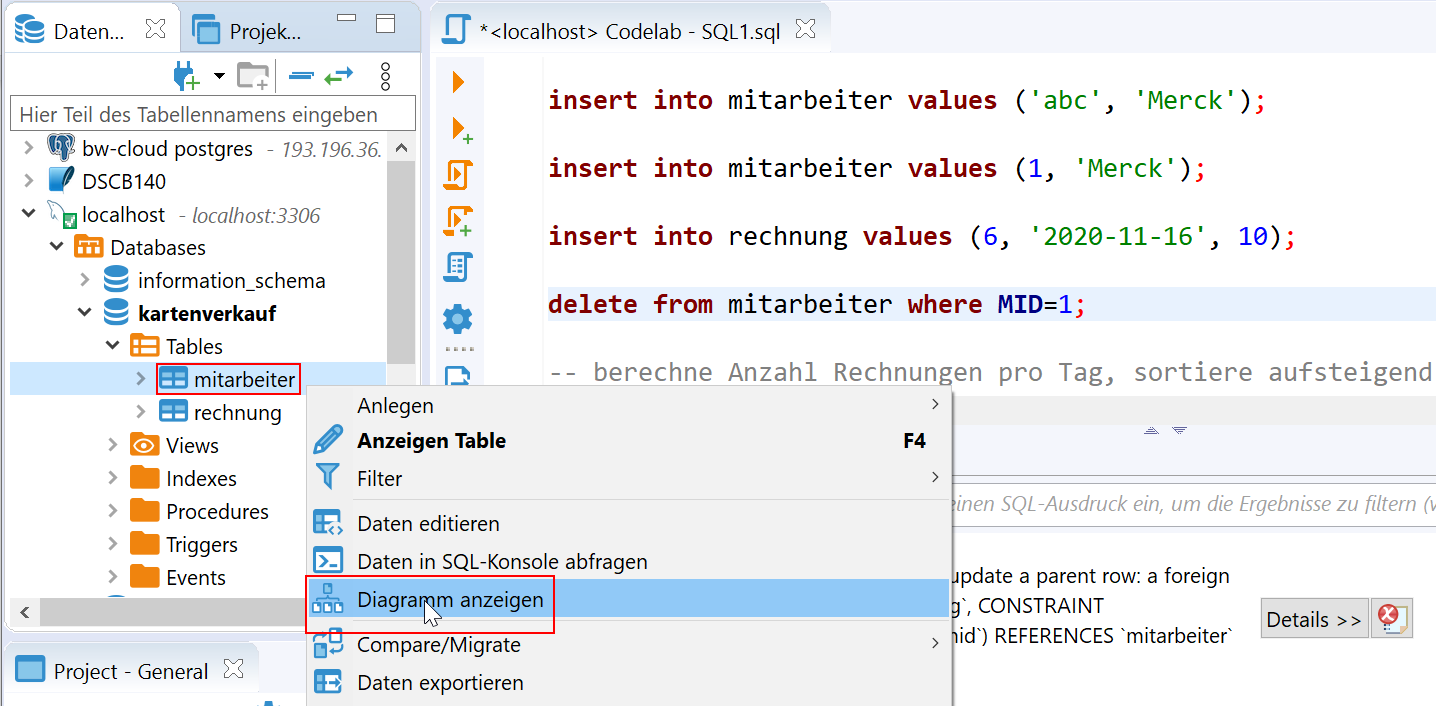 Daten...
Projek...
*<localhost> Codelab - SQL1.sql
Hier Teil des Tabellennamens eingeben
bw-cloud postgres - 193.196.36.
DSCB140
localhost - localhost:3306
Databases
information_schema
kartenverkauf
Tables
mitarbeiter
rechnung
Views
Indexes
Procedures
Triggers
Events
Project - General
insert into mitarbeiter values ('abc', 'Merck');
insert into mitarbeiter values (1, 'Merck');
insert into rechnung values (6, '2020-11-16', 10);
delete from mitarbeiter where MID=1;
-- berechne Anzahl Rechnungen pro Tag, sortiere aufsteigend
Anlegen
Anzeigen Table F4
Filter
Daten editieren
Daten in SQL-Konsole abfragen
Diagramm anzeigen
Compare/Migrate
Daten exportieren
einen SQL-Ausdruck ein, um die Ergebnisse zu filtern (v
update a parent row: a foreign
g`, CONSTRAINT
mid`) REFERENCES `mitarbeiter`
Details >>